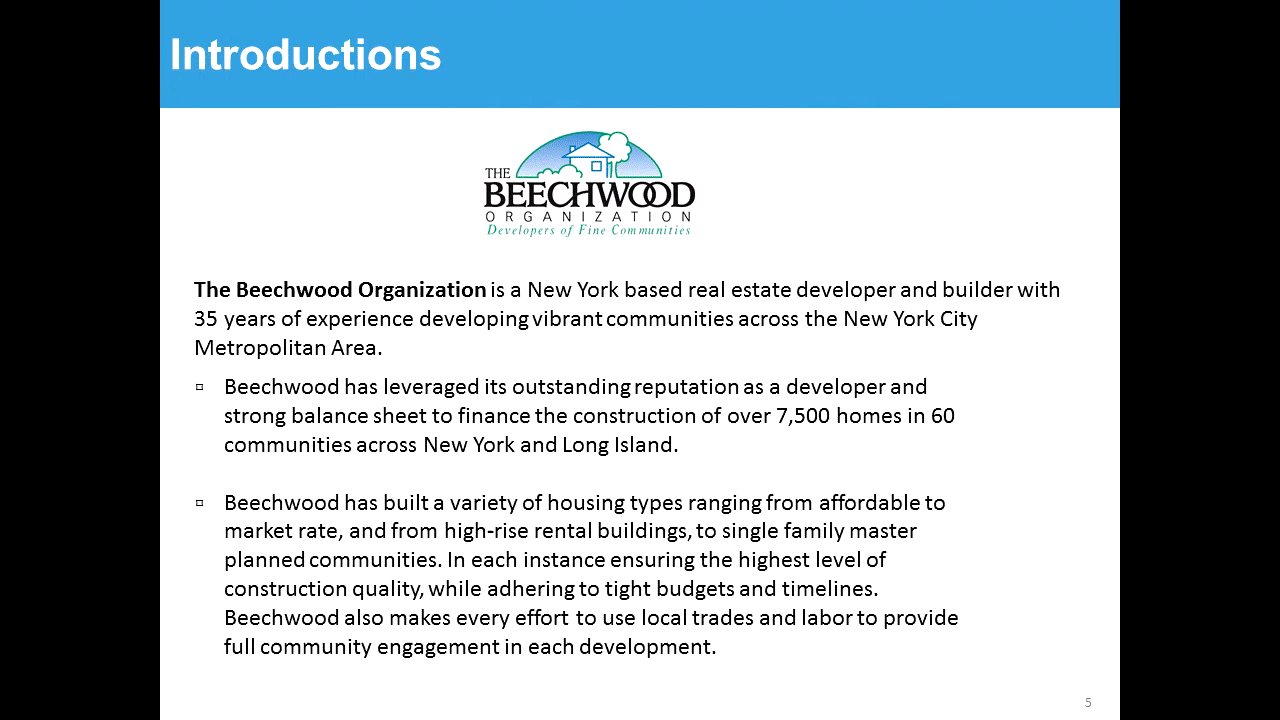 Introductions
THE
BEECHWOOD
ORGANIZATION
Developers of Fine Communities
The Beechwood Organization is a New York based real estate developer and builder with
35 years of experience developing vibrant communities across the New York City
Metropolitan Area.
▫ Beechwood has leveraged its outstanding reputation as a developer and
strong balance sheet to finance the construction of over 7,500 homes in 60
communities across New York and Long Island.
▫ Beechwood has built a variety of housing types ranging from affordable to
market rate, and from high-rise rental buildings, to single family master
planned communities. In each instance ensuring the highest level of
construction quality, while adhering to tight budgets and timelines.
Beechwood also makes every effort to use local trades and labor to provide
full community engagement in each development.
5